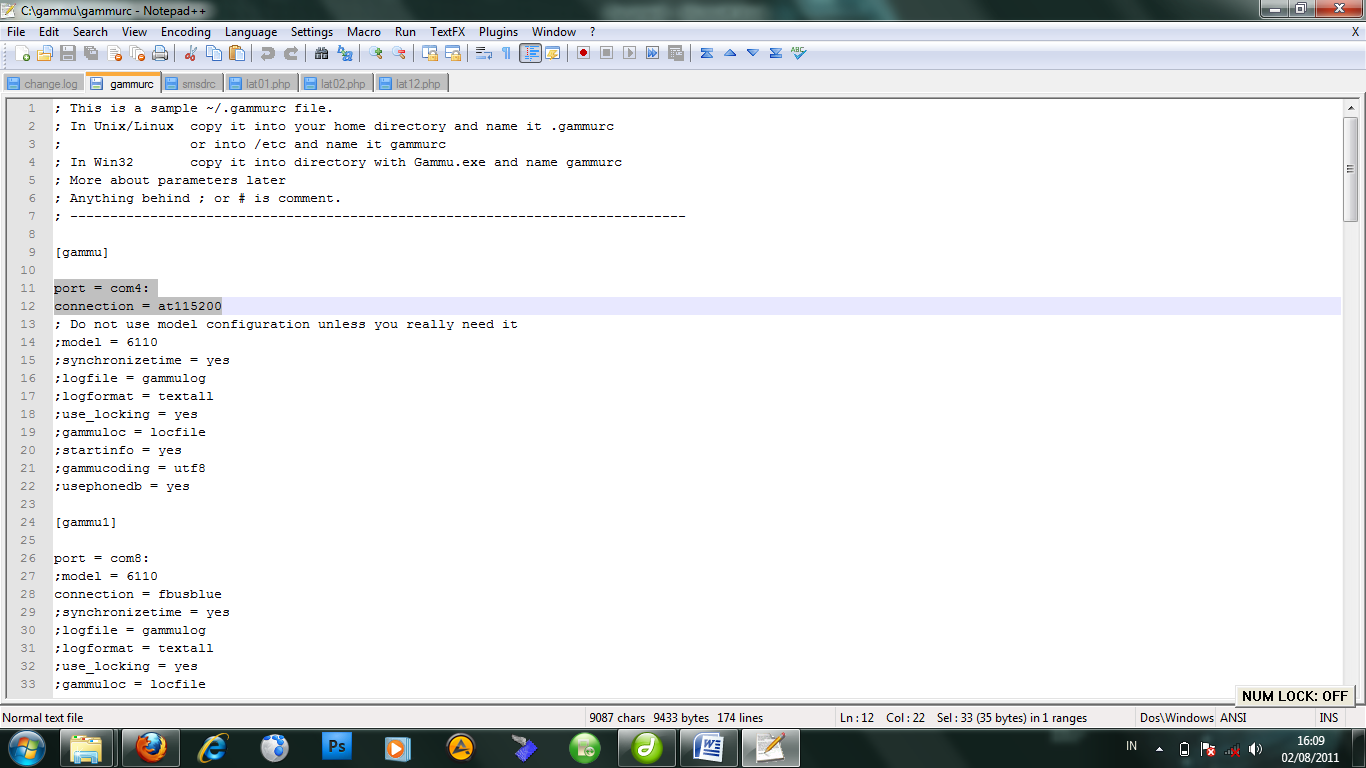 C:\gammu\gammurc - Notepad++
File Edit Search View Encoding Language Settings Macro Run TextFX Plugins Window ? X
change.log gammurc smsdrc lat01.php lat02.php lat12.php
1 ; This is a sample ~/.gammurc file.
2 ; In Unix/Linux  copy it into your home directory and name it .gammurc
3 ;                or into /etc and name it gammurc
4 ; In Win32       copy it into directory with Gammu.exe and name gammurc
5 ; More about parameters later
6 ; Anything behind ; or # is comment.
7 ; -----------------------------------------------------------------------------
8
9 [gammu]
10
11 port = com4:
12 connection = at115200
13 ; Do not use model configuration unless you really need it
14 ;model = 6110
15 ;synchronizetime = yes
16 ;logfile = gammulog
17 ;logformat = textall
18 ;use_locking = yes
19 ;gammuloc = locfile
20 ;startinfo = yes
21 ;gammucoding = utf8
22 ;usephonedb = yes
23
24 [gammu1]
25
26 port = com8:
27 ;model = 6110
28 connection = fbusblue
29 ;synchronizetime = yes
30 ;logfile = gammulog
31 ;logformat = textall
32 ;use_locking = yes
33 ;gammuloc = locfile
NUM LOCK: OFF
Normal text file 9087 chars 9433 bytes 174 lines Ln : 12 Col : 22 Sel : 33 (35 bytes) in 1 ranges Dos\Windows ANSI INS
Ps IN 16:09
02/08/2011